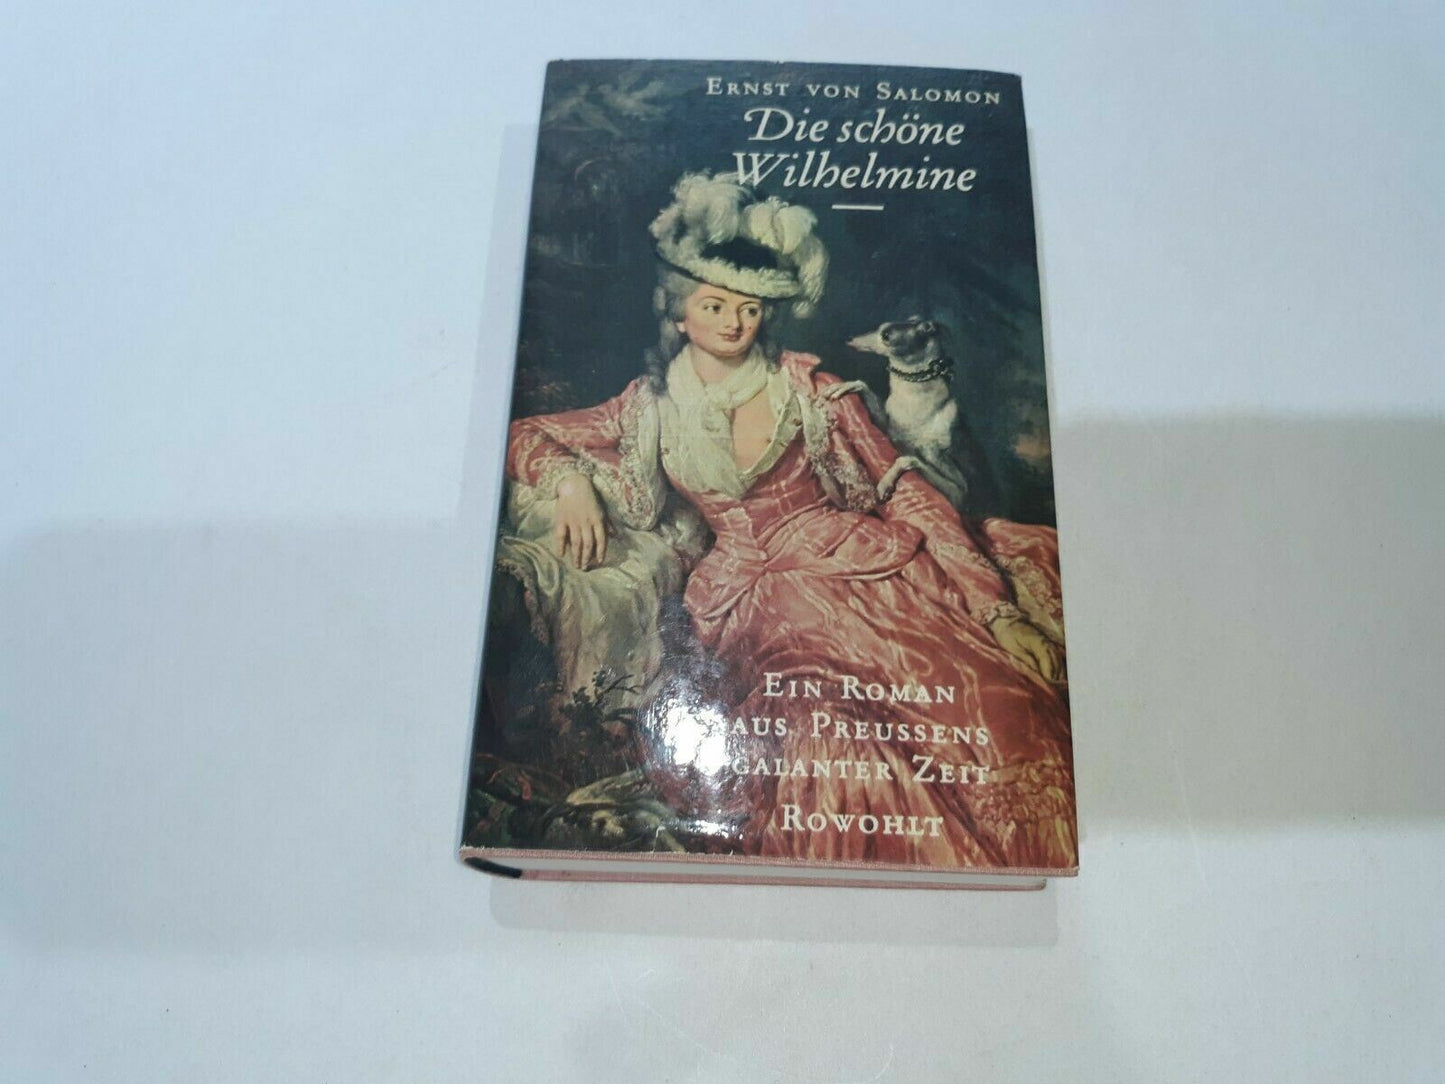 ERNST VON SALOMON
Die schöne
Wilhelmine
EIN ROMAN
AUS PREUSSENS
GALANTER ZEIT
ROWOHLT